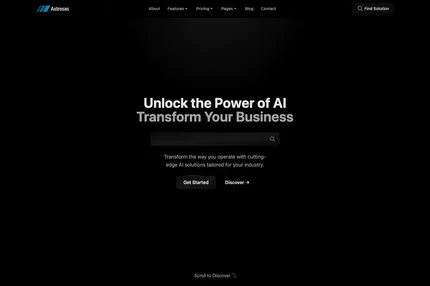 Astrosas
About Features Pricing Pages Blog Contact
Find Solution
Unlock the Power of AI
Transform Your Business
Transform the way you operate with cutting-
edge AI solutions tailored for your industry.
Get Started Discover →
Scroll to Discover